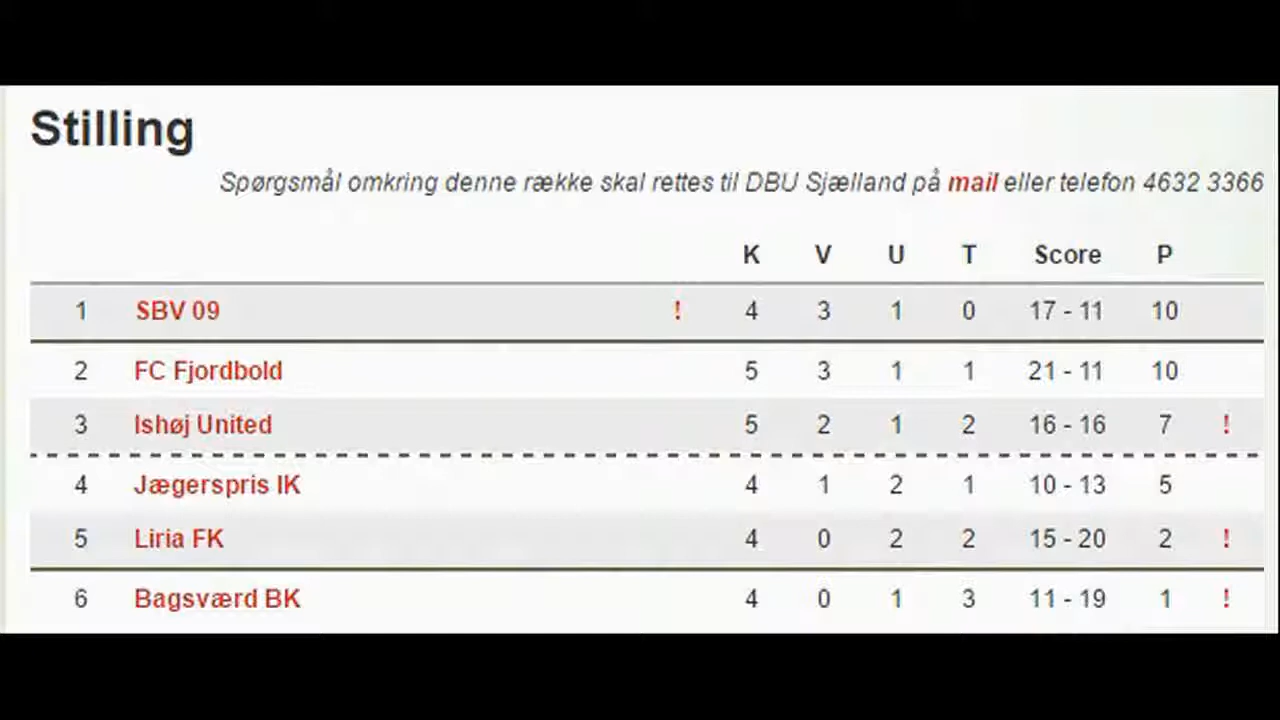 Stilling
Spørgsmål omkring denne række skal rettes til DBU Sjælland på mail eller telefon 4632 3366
K V U T Score P
1 SBV 09 ! 4 3 1 0 17 - 11 10
2 FC Fjordbold 5 3 1 1 21 - 11 10
3 Ishøj United 5 2 1 2 16 - 16 7 !
4 Jægerspris IK 4 1 2 1 10 - 13 5
5 Liria FK 4 0 2 2 15 - 20 2 !
6 Bagsværd BK 4 0 1 3 11 - 19 1 !